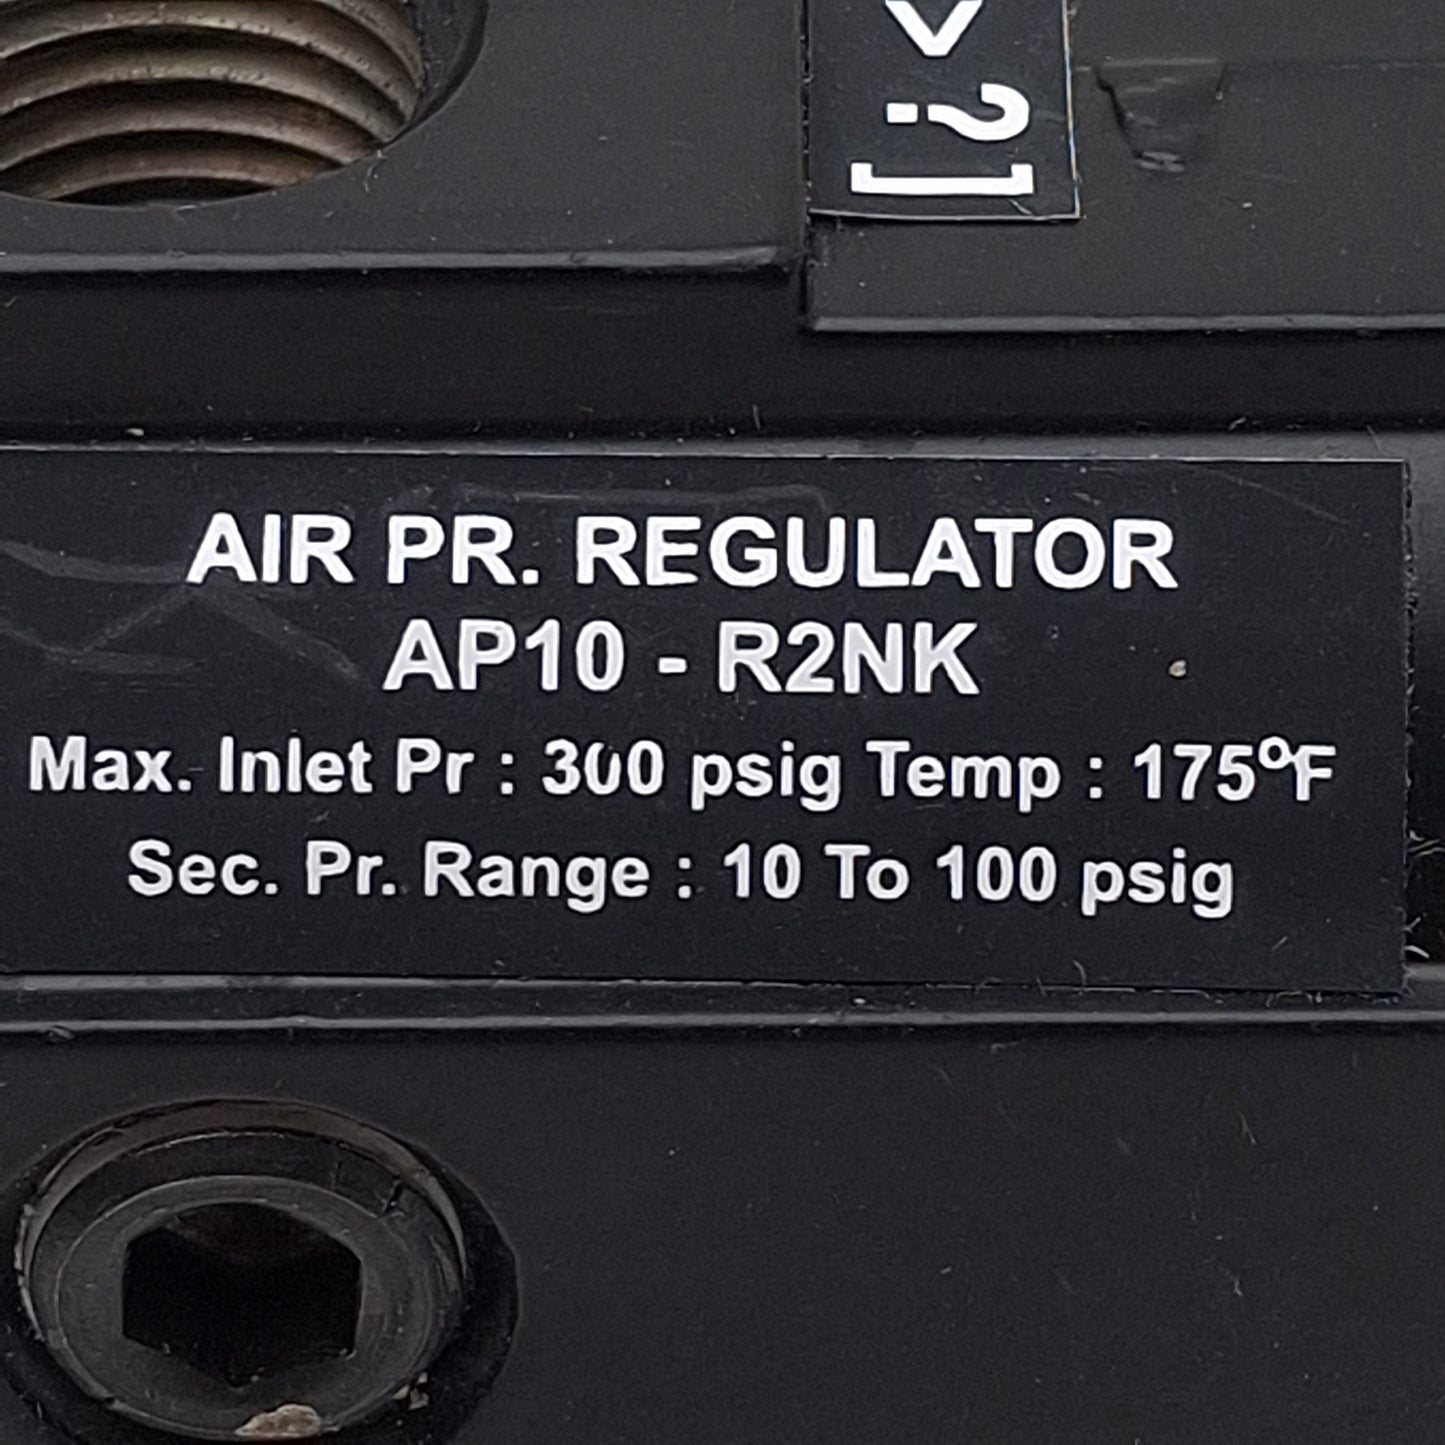 AIR PR. REGULATOR
AP10 - R2NK
Max. Inlet Pr : 300 psig Temp : 175°F
Sec. Pr. Range : 10 To 100 psig